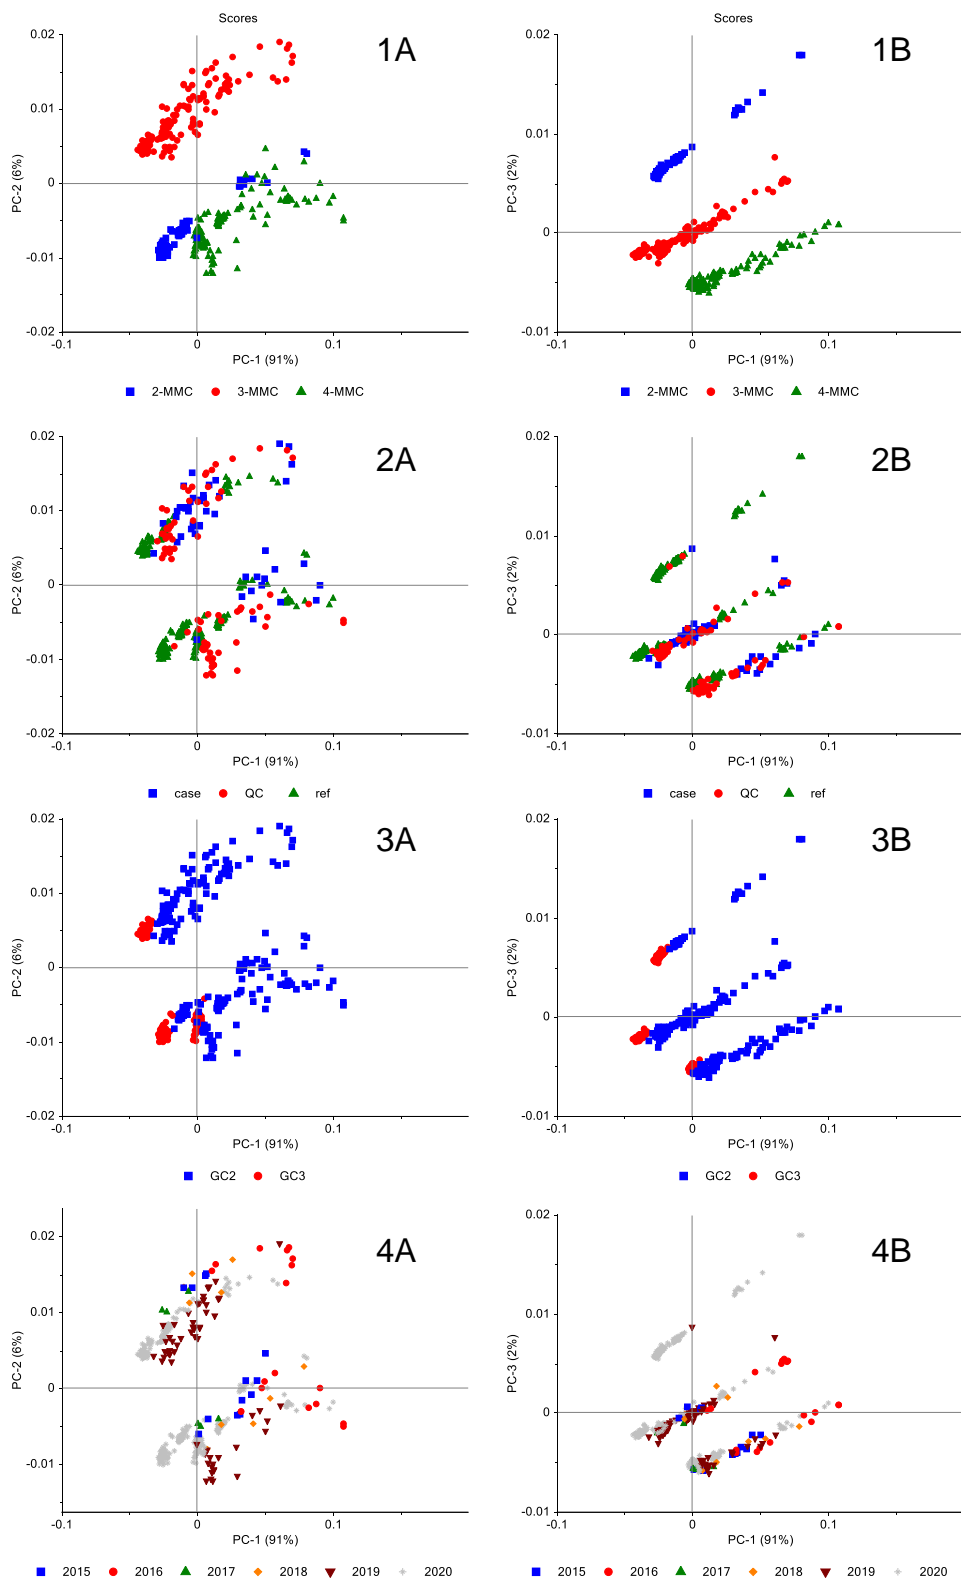 Scores
Scores
1A
1B
0.02
0.01
0
-0.01
-0.02
PC-2 (6%)
-0.1
0
0.1
PC-1 (91%)
0.02
0.01
0
-0.01
PC-3 (2%)
-0.1
0
0.1
PC-1 (91%)
2-MMC 3-MMC 4-MMC
2-MMC 3-MMC 4-MMC
2A
2B
0.02
0.01
0
-0.01
-0.02
PC-2 (6%)
-0.1
0
0.1
PC-1 (91%)
0.02
0.01
0
-0.01
PC-3 (2%)
-0.1
0
0.1
PC-1 (91%)
case QC ref
case QC ref
3A
3B
0.02
0.01
0
-0.01
-0.02
PC-2 (6%)
-0.1
0
0.1
PC-1 (91%)
0.02
0.01
0
-0.01
PC-3 (2%)
-0.1
0
0.1
PC-1 (91%)
GC2 GC3
GC2 GC3
4A
4B
0.02
0.01
0
-0.01
PC-2 (6%)
-0.1
0
0.1
PC-1 (91%)
0.02
0.01
0
-0.01
PC-3 (2%)
-0.1
0
0.1
PC-1 (91%)
2015 2016 2017 2018 2019 2020
2015 2016 2017 2018 2019 2020